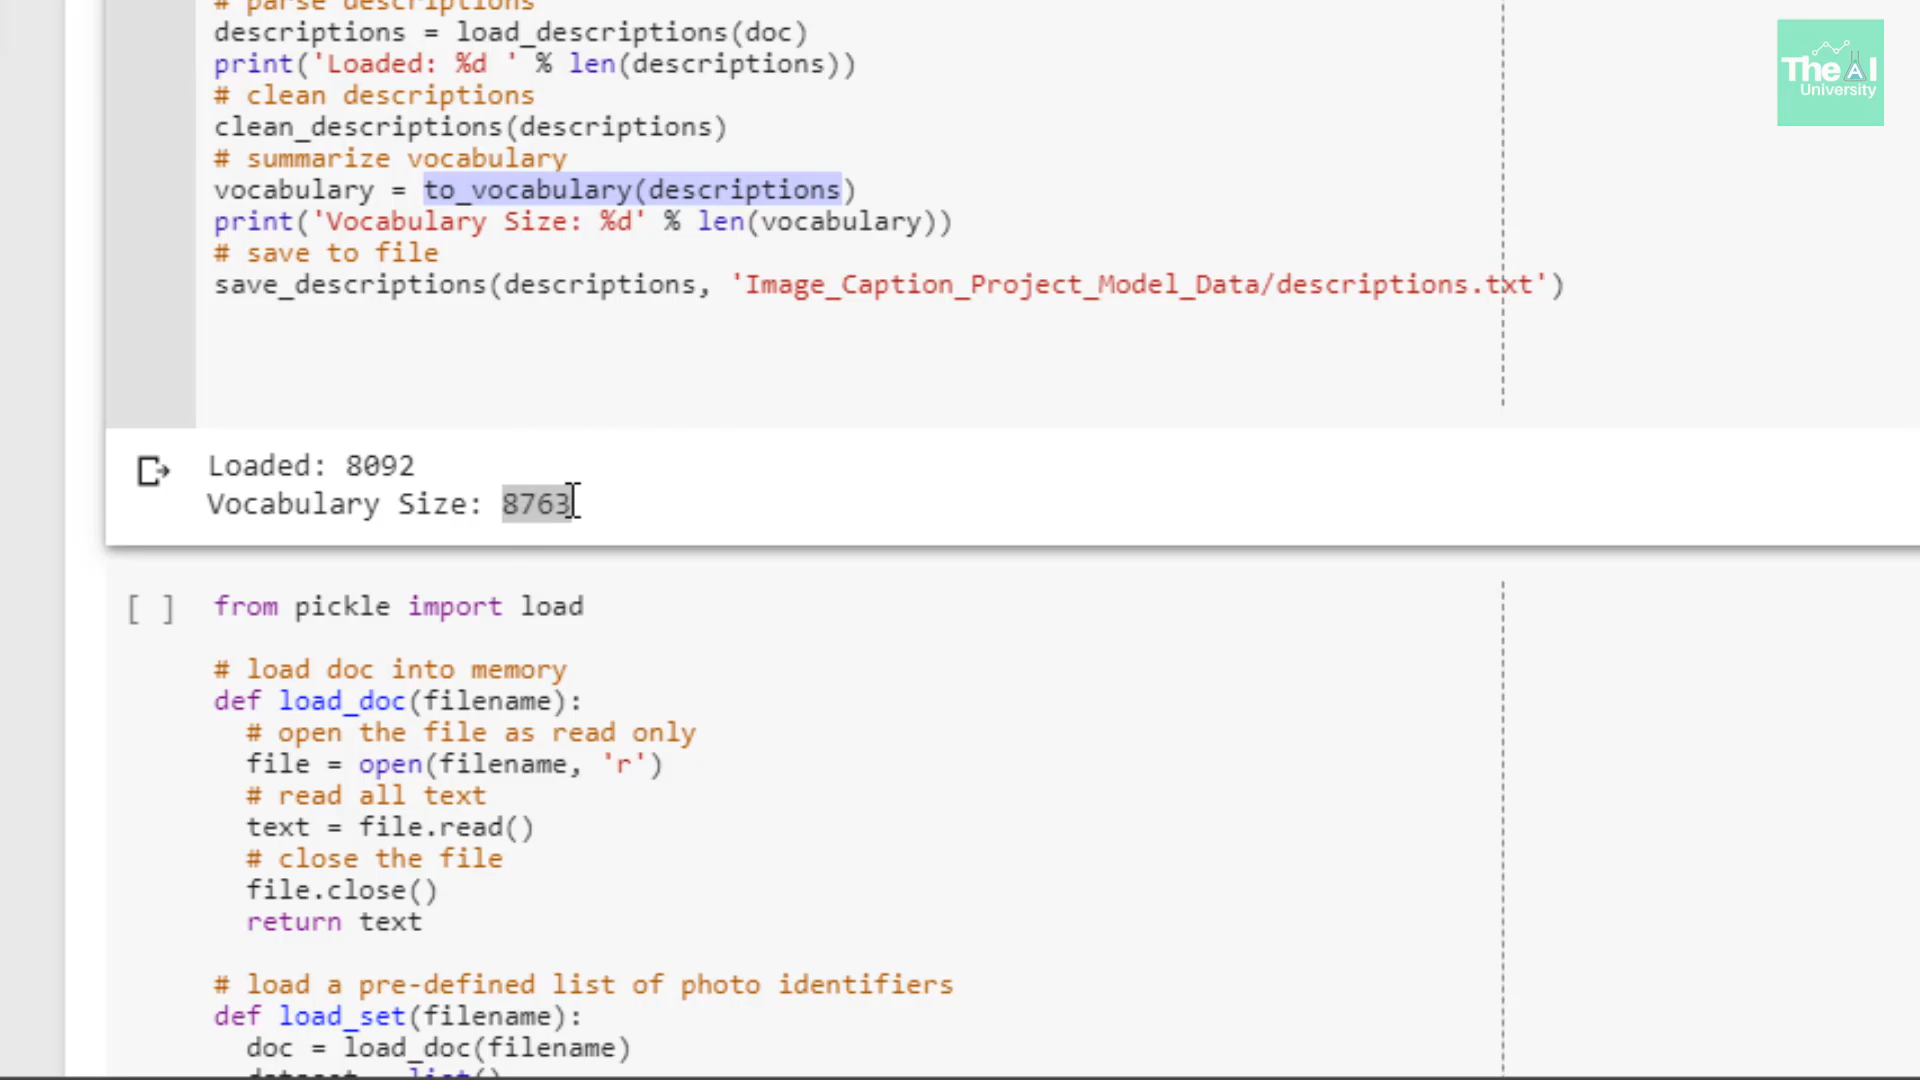 # parse descriptions
descriptions = load_descriptions(doc)
print('Loaded: %d ' % len(descriptions))
# clean descriptions
clean_descriptions(descriptions)
# summarize vocabulary
vocabulary = to_vocabulary(descriptions)
print('Vocabulary Size: %d' % len(vocabulary))
# save to file
save_descriptions(descriptions, 'Image_Caption_Project_Model_Data/descriptions.txt')
The AI
University
Loaded: 8092
Vocabulary Size: 8763
[ ] from pickle import load
# load doc into memory
def load_doc(filename):
# open the file as read only
file = open(filename, 'r')
# read all text
text = file.read()
# close the file
file.close()
return text
# load a pre-defined list of photo identifiers
def load_set(filename):
doc = load_doc(filename)
dataset = list()